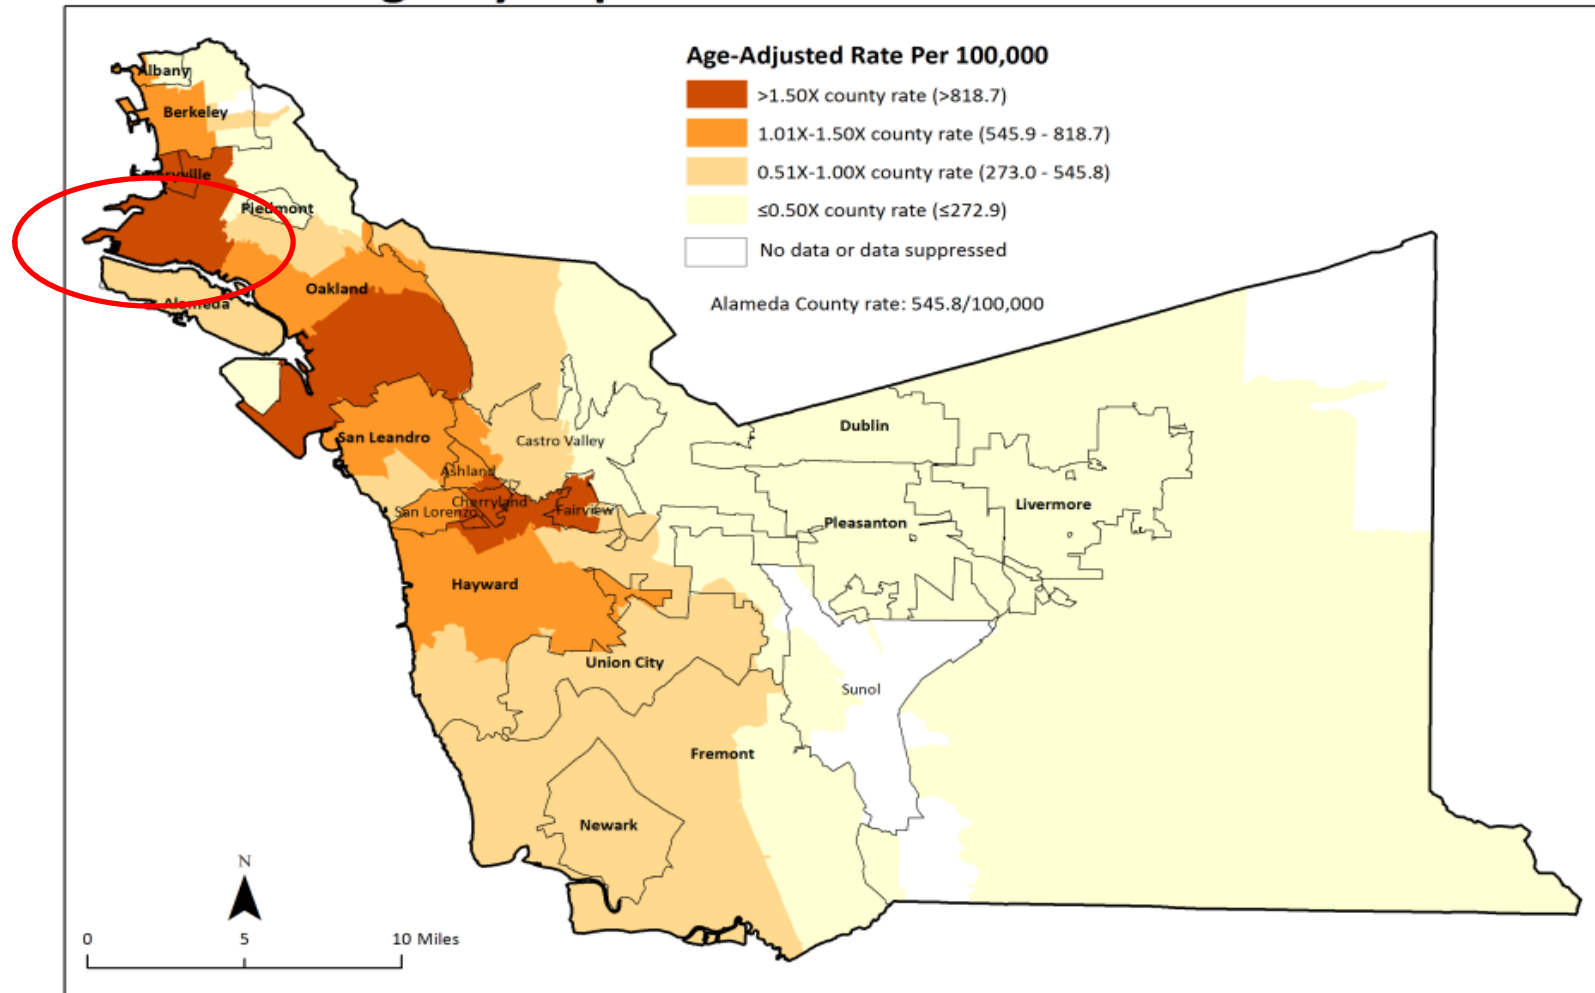 Age-Adjusted Rate Per 100,000
>1.50X county rate (>818.7)
1.01X-1.50X county rate (545.9 - 818.7)
0.51X-1.00X county rate (273.0 - 545.8)
≤0.50X county rate (≤272.9)
No data or data suppressed
Alameda County rate: 545.8/100,000
Albany
Berkeley
Piedmont
Oakland
Alameda
San Leandro
Castro Valley
Ashland
Cherryland
San Lorenzo
Fairview
Dublin
Livermore
Pleasanton
Hayward
Union City
Sunol
Fremont
Newark
N
0 5 10 Miles